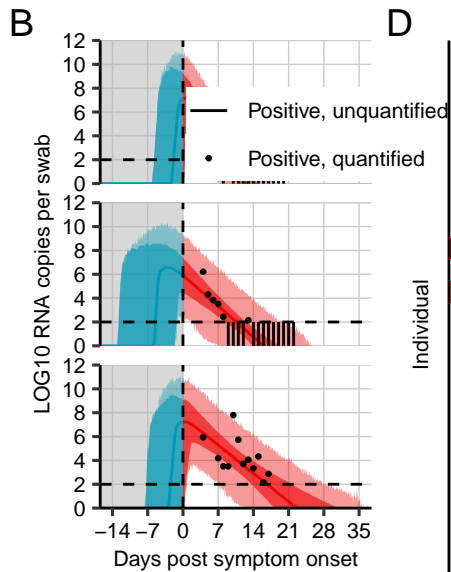 B
D
12
10
8
6
4
2
0
Positive, unquantified
Positive, quantified
12
10
8
6
4
2
0
12
10
8
6
4
2
0
−14 −7 0 7 14 21 28 35
LOG10 RNA copies per swab
Days post symptom onset
Individual